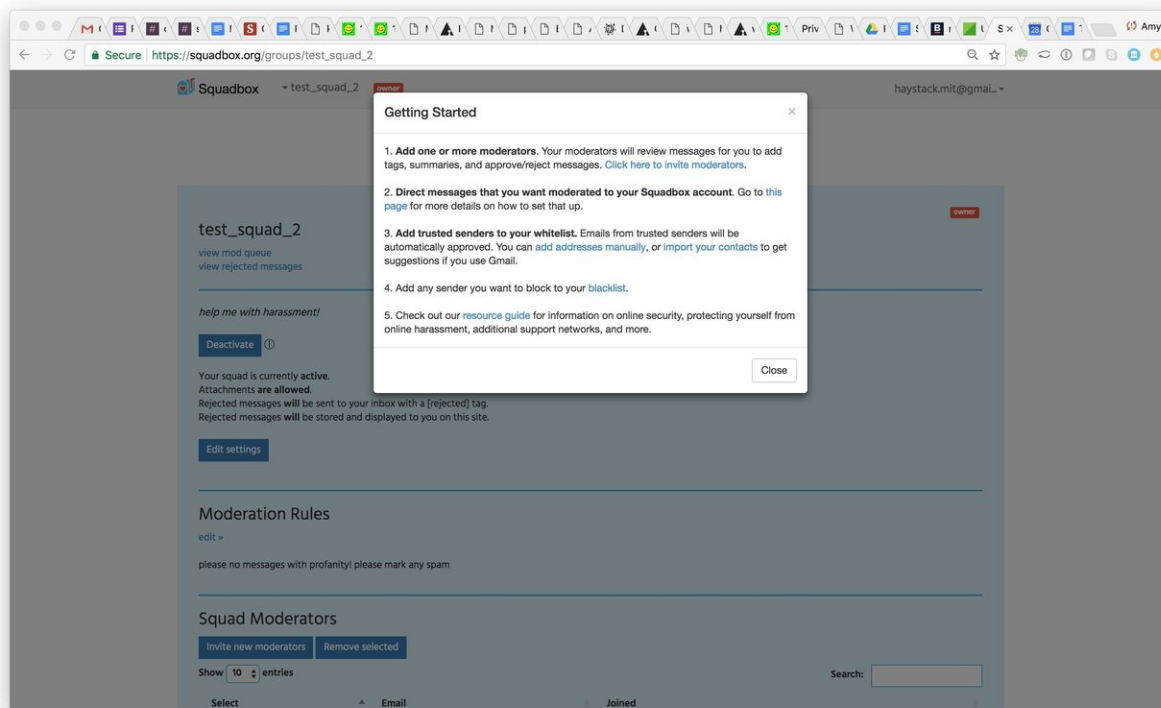 Amy
Secure https://squadbox.org/groups/test_squad_2
Squadbox test_squad_2 owner haystack.mit@gmai...
Getting Started ×
1. Add one or more moderators. Your moderators will review messages for you to add
tags, summaries, and approve/reject messages. Click here to invite moderators.
2. Direct messages that you want moderated to your Squadbox account. Go to this
page for more details on how to set that up.
3. Add trusted senders to your whitelist. Emails from trusted senders will be
automatically approved. You can add addresses manually, or import your contacts to get
suggestions if you use Gmail.
4. Add any sender you want to block to your blacklist.
5. Check out our resource guide for information on online security, protecting yourself from
online harassment, additional support networks, and more.
Close
owner
test_squad_2
view mod queue
view rejected messages
help me with harassment!
Deactivate
Your squad is currently active.
Attachments are allowed.
Rejected messages will be sent to your inbox with a [rejected] tag.
Rejected messages will be stored and displayed to you on this site.
Edit settings
Moderation Rules
edit »
please no messages with profanity! please mark any spam
Squad Moderators
Invite new moderators Remove selected
Show 10 entries Search:
Select Email Joined